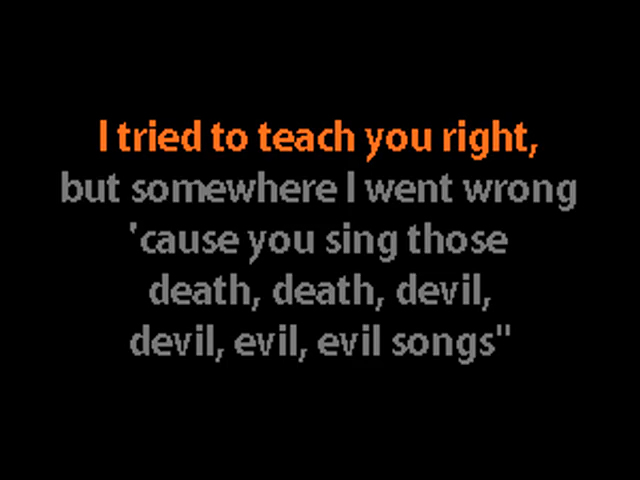 I tried to teach you right,
but somewhere I went wrong
'cause you sing those
death, death, devil,
devil, evil, evil songs"